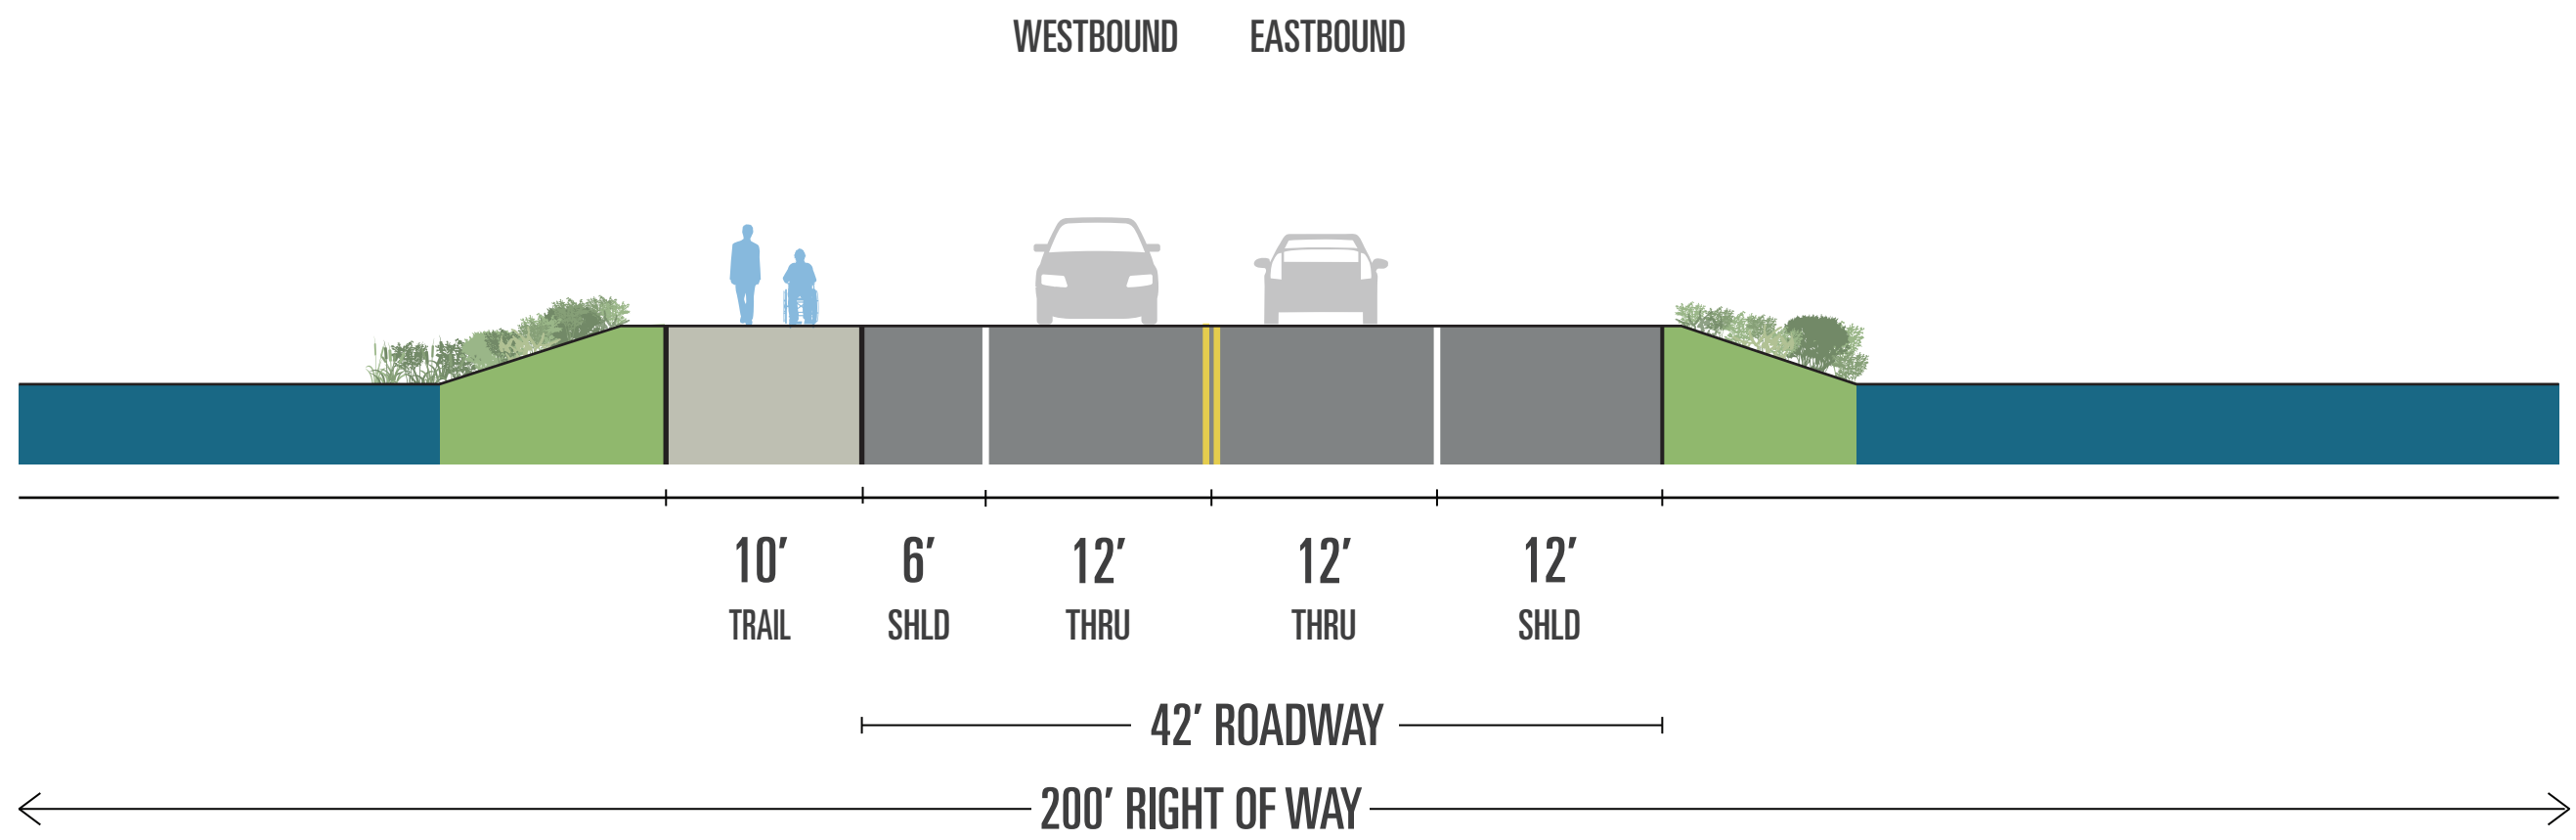 WESTBOUND EASTBOUND
10′ 6′ 12′ 12′ 12′
TRAIL SHLD THRU THRU SHLD
42′ ROADWAY
200′ RIGHT OF WAY